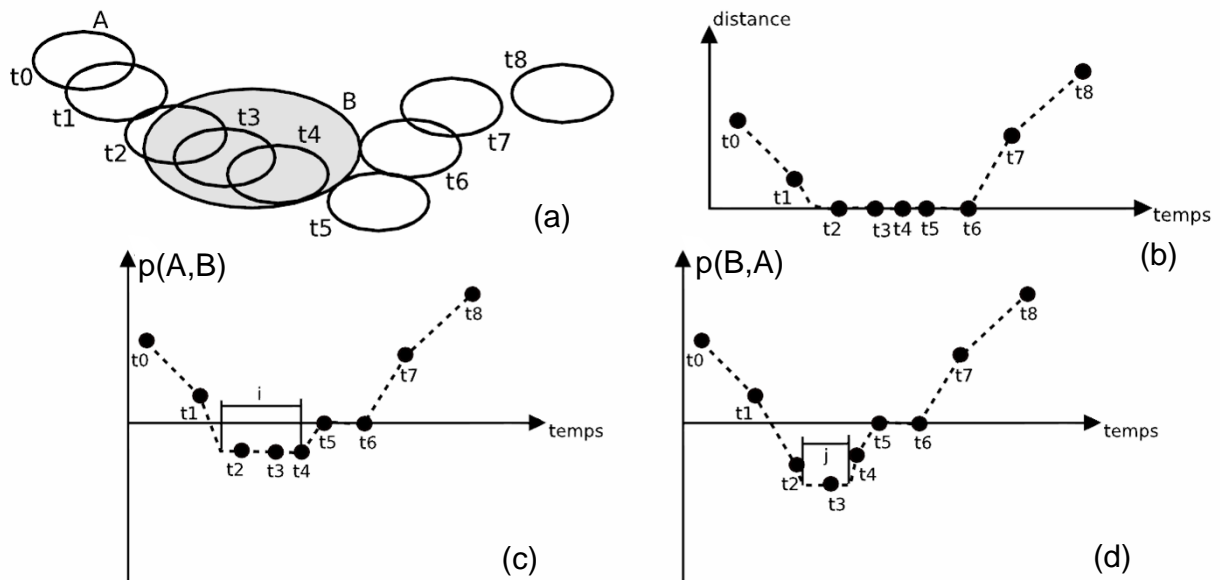 A
t0
t1
t2
t3
t4
B
t5
t6
t7
t8
(a)
distance
t0
t1
t2
t3
t4
t5
t6
t7
t8
temps
(b)
p(A,B)
t0
t1
i
t2
t3
t4
t5
t6
t7
t8
temps
(c)
p(B,A)
t0
t1
t2
j
t3
t4
t5
t6
t7
t8
temps
(d)